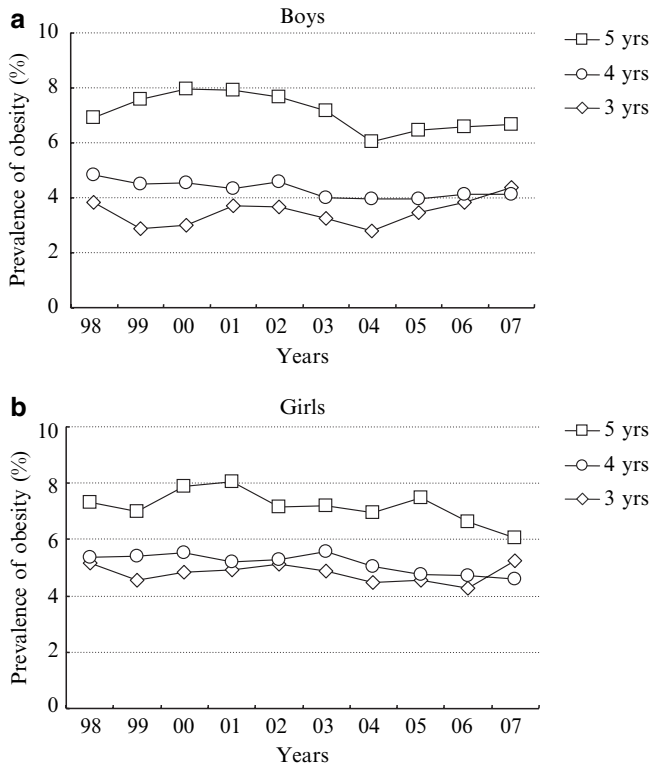 a
Boys
Prevalence of obesity (%)
10
8
6
4
2
0
98 99 00 01 02 03 04 05 06 07
Years
5 yrs
4 yrs
3 yrs
b
Girls
Prevalence of obesity (%)
10
8
6
4
2
0
98 99 00 01 02 03 04 05 06 07
Years
5 yrs
4 yrs
3 yrs